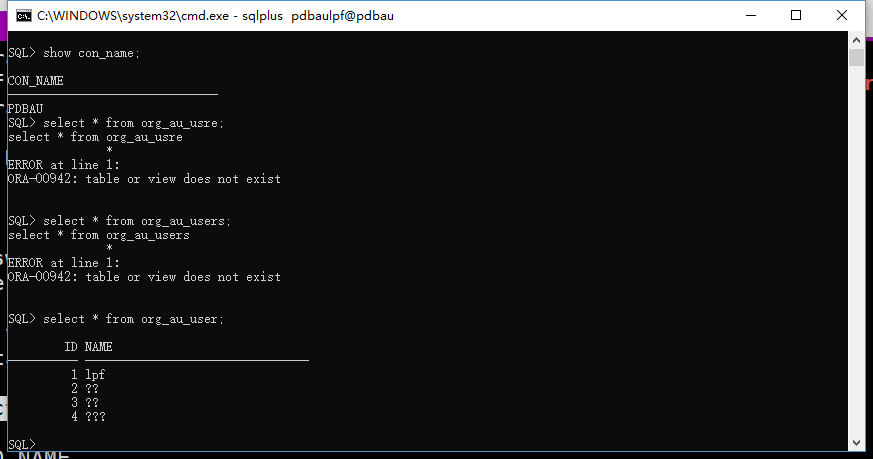 C:\WINDOWS\system32\cmd.exe - sqlplus  pdbaulpf@pdbau
SQL> show con_name;
CON_NAME
------------------------------
PDBAU
SQL> select * from org_au_usre;
select * from org_au_usre
*
ERROR at line 1:
ORA-00942: table or view does not exist
SQL> select * from org_au_users;
select * from org_au_users
*
ERROR at line 1:
ORA-00942: table or view does not exist
SQL> select * from org_au_user;
ID NAME
---------- --------------------------------
1 lpf
2 ??
3 ??
4 ???
SQL>